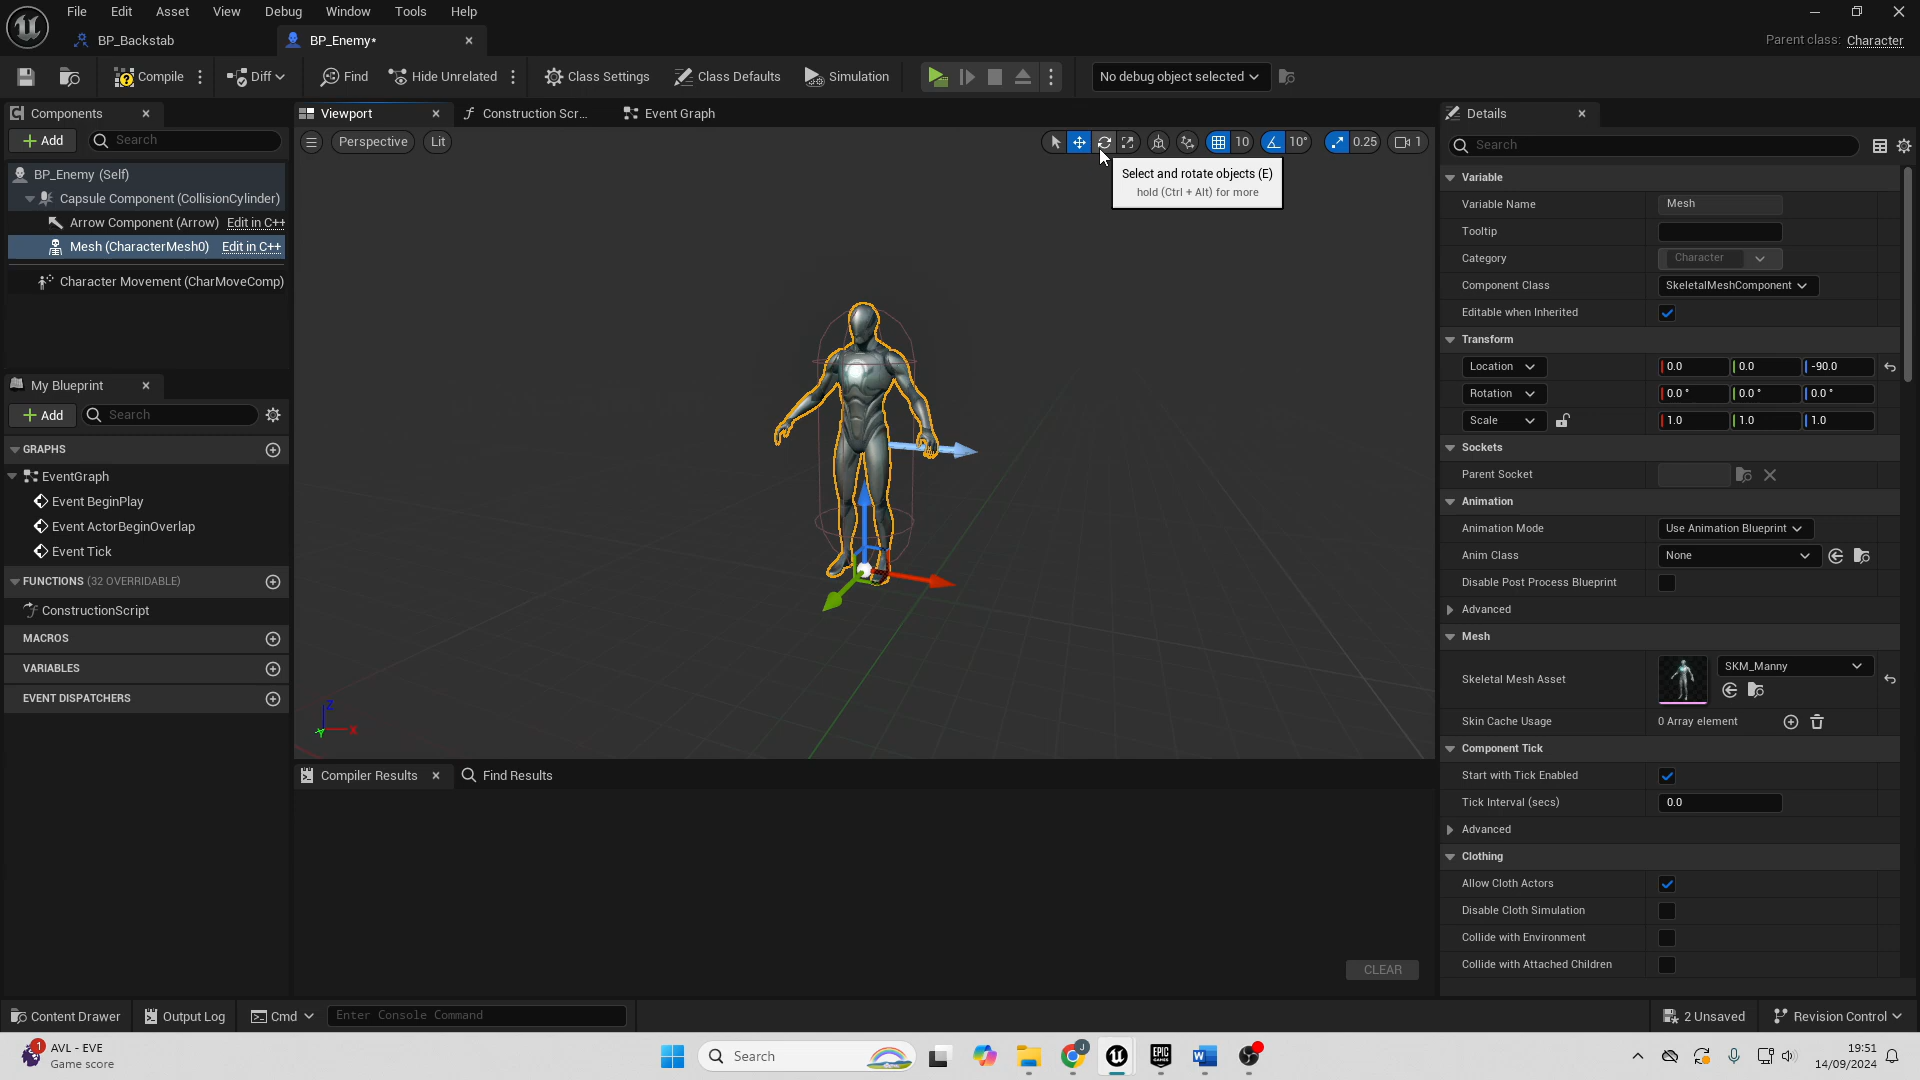 File Edit Asset View Debug Window Tools Help
BP_Backstab BP_Enemy* Parent class: Character
Compile Diff Find Hide Unrelated Class Settings Class Defaults Simulation No debug object selected
Components Viewport Construction Scr... Event Graph Details
Add Search Perspective Lit 10 10° 0.25 1 Search
Select and rotate objects (E)
hold (Ctrl + Alt) for more
BP_Enemy (Self)
Capsule Component (CollisionCylinder)
Arrow Component (Arrow) Edit in C++
Mesh (CharacterMesh0) Edit in C++
Character Movement (CharMoveComp)
My Blueprint
Add Search
GRAPHS
EventGraph
Event BeginPlay
Event ActorBeginOverlap
Event Tick
FUNCTIONS (32 OVERRIDABLE)
ConstructionScript
MACROS
VARIABLES
EVENT DISPATCHERS
Z
X
Y
Compiler Results Find Results
CLEAR
Variable
Variable Name Mesh
Tooltip
Category Character
Component Class SkeletalMeshComponent
Editable when Inherited
Transform
Location 0.0 0.0 -90.0
Rotation 0.0 ° 0.0 ° 0.0 °
Scale 1.0 1.0 1.0
Sockets
Parent Socket
Animation
Animation Mode Use Animation Blueprint
Anim Class None
Disable Post Process Blueprint
Advanced
Mesh
Skeletal Mesh Asset SKM_Manny
Skin Cache Usage 0 Array element
Component Tick
Start with Tick Enabled
Tick Interval (secs) 0.0
Advanced
Clothing
Allow Cloth Actors
Disable Cloth Simulation
Collide with Environment
Collide with Attached Children
Content Drawer Output Log Cmd Enter Console Command 2 Unsaved Revision Control
1 AVL - EVE
Game score
Search
EPIC GAMES
19:51
14/09/2024